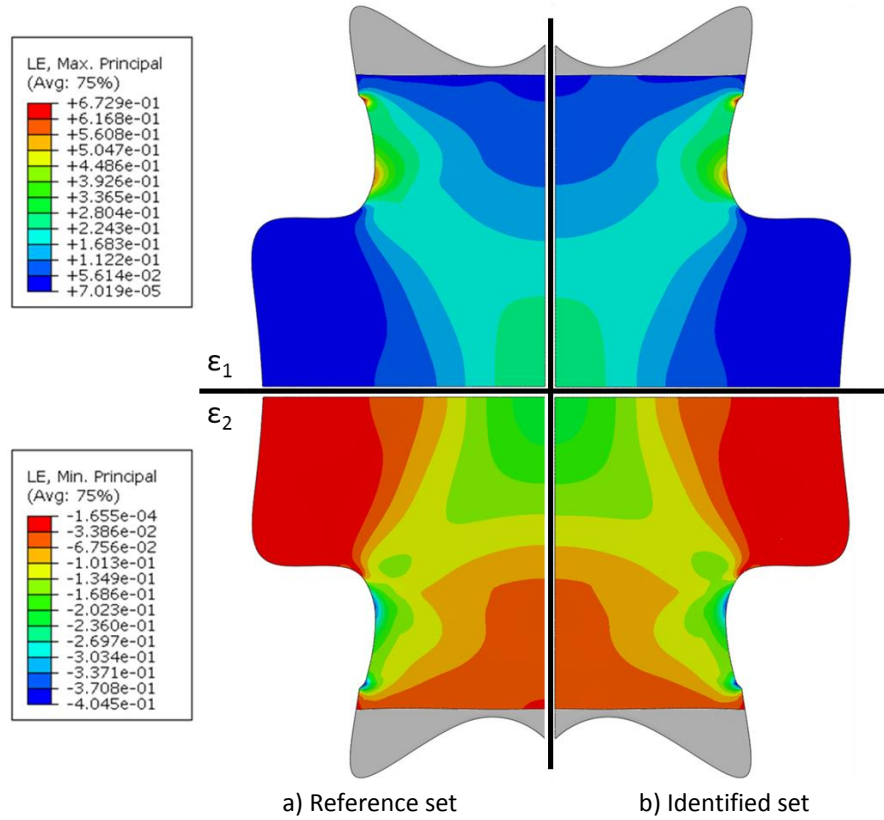 LE, Max. Principal
(Avg: 75%)
+6.729e-01
+6.168e-01
+5.608e-01
+5.047e-01
+4.486e-01
+3.926e-01
+3.365e-01
+2.804e-01
+2.243e-01
+1.683e-01
+1.122e-01
+5.614e-02
+7.019e-05
ε1
ε2
LE, Min. Principal
(Avg: 75%)
-1.655e-04
-3.386e-02
-6.756e-02
-1.013e-01
-1.349e-01
-1.686e-01
-2.023e-01
-2.360e-01
-2.697e-01
-3.034e-01
-3.371e-01
-3.708e-01
-4.045e-01
a) Reference set
b) Identified set